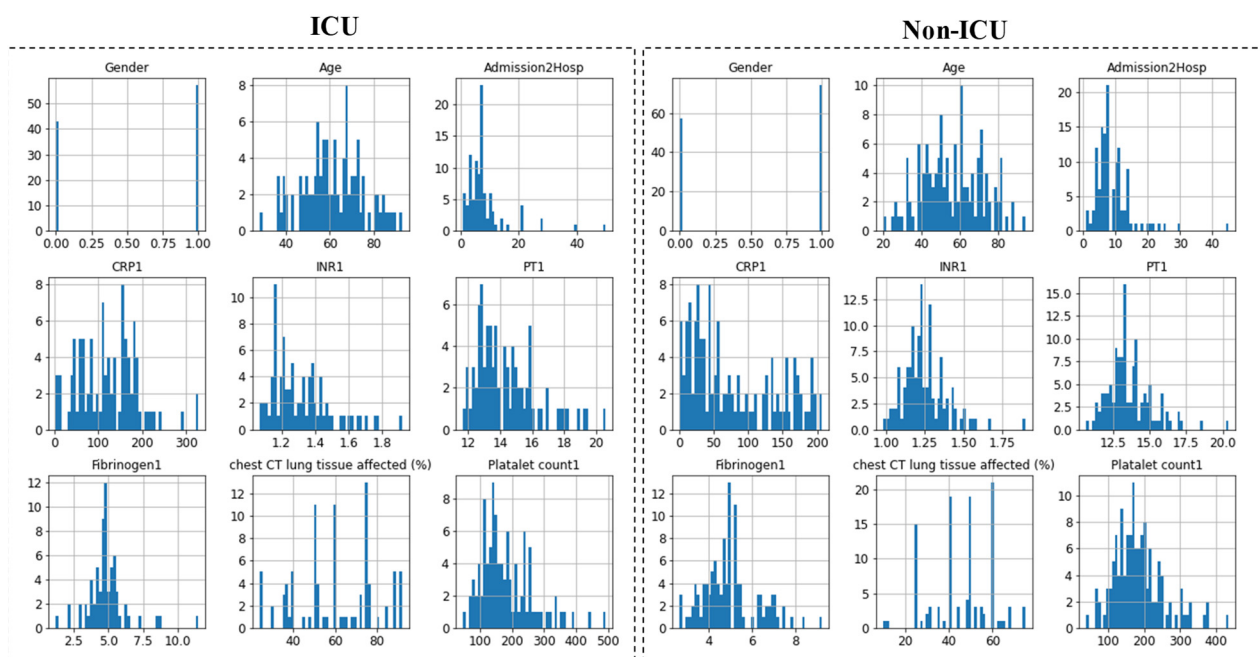 ICU
Gender
50
40
30
20
10
0
0.00 0.25 0.50 0.75 1.00
Age
8
6
4
2
0
40 60 80
Admission2Hosp
20
15
10
5
0
0 20 40
CRP1
8
6
4
2
0
0 100 200 300
INR1
10
8
6
4
2
0
1.2 1.4 1.6 1.8
PT1
7
6
5
4
3
2
1
0
12 14 16 18 20
Fibrinogen1
12
10
8
6
4
2
0
2.5 5.0 7.5 10.0
chest CT lung tissue affected (%)
12
10
8
6
4
2
0
40 60 80
Platalet count1
8
6
4
2
0
100 200 300 400 500
Non-ICU
Gender
60
40
20
0
0.00 0.25 0.50 0.75 1.00
Age
10
8
6
4
2
0
20 40 60 80
Admission2Hosp
20
15
10
5
0
0 10 20 30 40
CRP1
8
6
4
2
0
0 50 100 150 200
INR1
12.5
10.0
7.5
5.0
2.5
0.0
1.00 1.25 1.50 1.75
PT1
15.0
12.5
10.0
7.5
5.0
2.5
0.0
12.5 15.0 17.5 20.0
Fibrinogen1
12
10
8
6
4
2
0
4 6 8
chest CT lung tissue affected (%)
20
15
10
5
0
20 40 60
Platalet count1
10
8
6
4
2
0
100 200 300 400